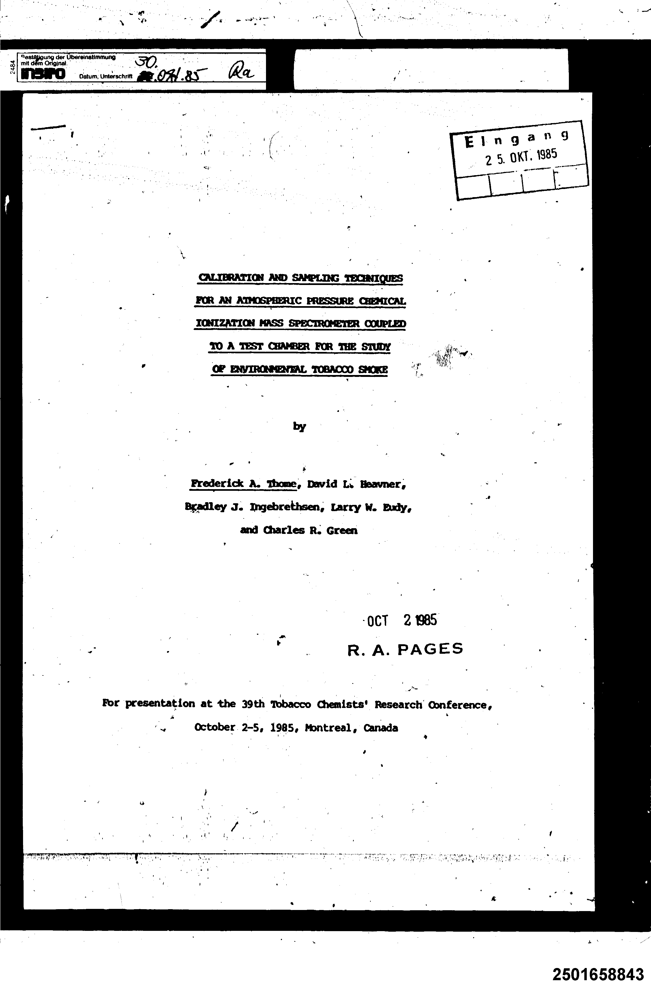 2484
Bestätigung der Übereinstimmung
mit dem Original
INBIFO
Datum, Unterschrift
30.
85
Ra
Eingang
25. OKT. 1985
CALIBRATION AND SAMPLING TECHNIQUES
FOR AN ATMOSPHERIC PRESSURE CHEMICAL
IONIZATION MASS SPECTROMETER COUPLED
TO A TEST CHAMBER FOR THE STUDY
OF ENVIRONMENTAL TOBACCO SMOKE
by
Frederick A. Thome, David L. Heavner,
Bradley J. Ingebrethsen, Larry W. Eudy,
and Charles R. Green
OCT 2 1985
R. A. PAGES
For presentation at the 39th Tobacco Chemists' Research Conference,
October 2-5, 1985, Montreal, Canada
2501658843